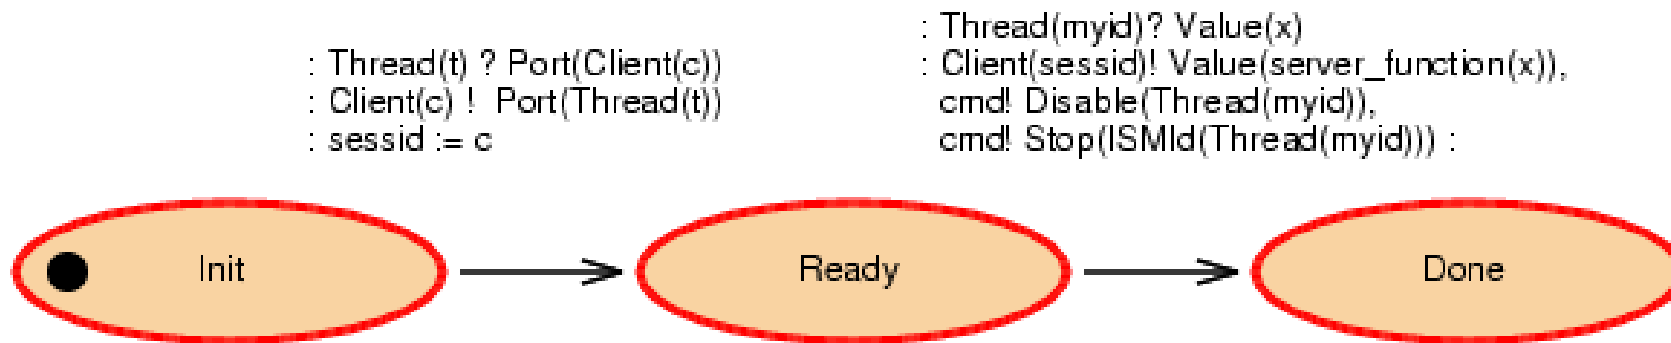 : Thread(t) ? Port(Client(c))
: Client(c) ! Port(Thread(t))
: sessid := c
: Thread(myid)? Value(x)
: Client(sessid)! Value(server_function(x)),
cmd! Disable(Thread(myid)),
cmd! Stop(ISMId(Thread(myid))) :
Init
Ready
Done